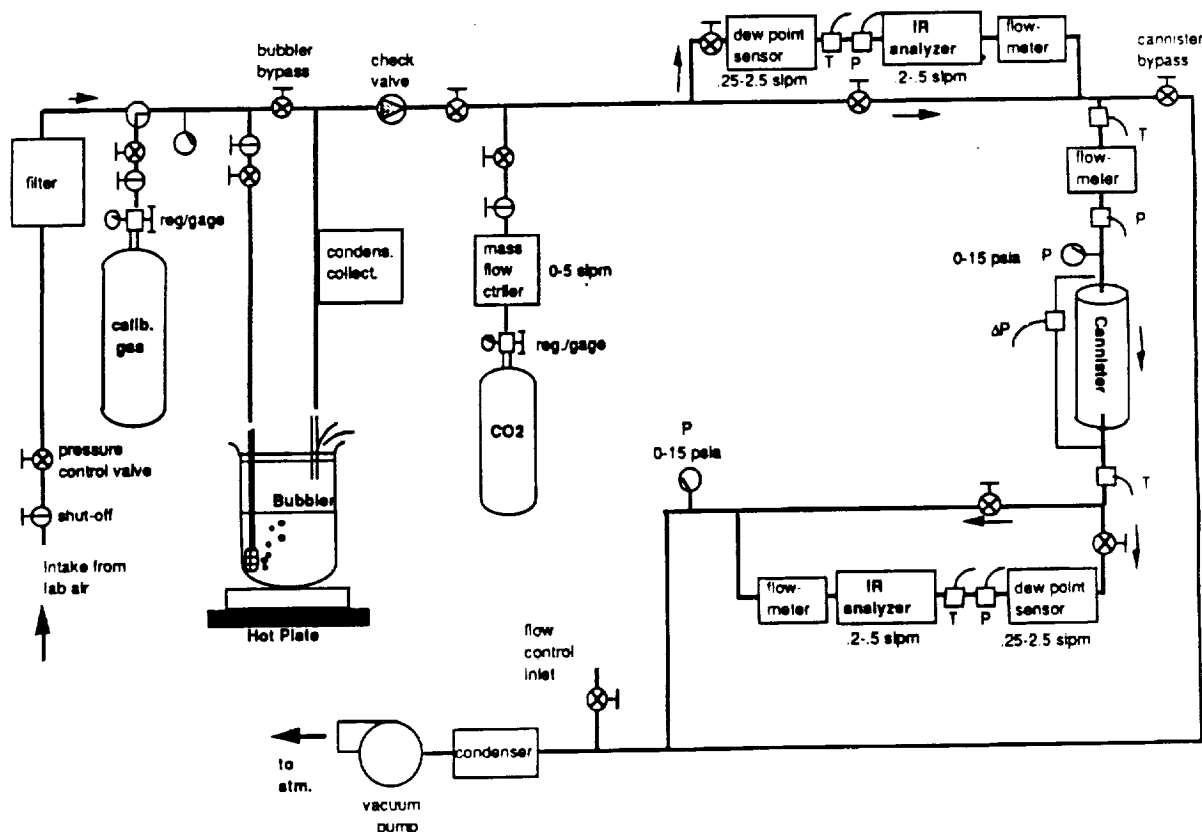 bubbler
bypass
check
valve
dew point
sensor
.25-2.5 slpm
T
P
IR
analyzer
.2-.5 slpm
flow-
meter
cannister
bypass
filter
reg/gage
calib.
gas
condens.
collect.
mass
flow
ctrller
0-5 slpm
reg./gage
CO2
T
flow-
meter
P
0-15 psia
P
ΔP
Cannister
T
pressure
control valve
shut-off
Intake from
lab air
Bubbler
Hot Plate
P
0-15 psia
flow-
meter
IR
analyzer
.2-.5 slpm
T
P
dew point
sensor
.25-2.5 slpm
flow
control
inlet
to
atm.
vacuum
pump
condenser